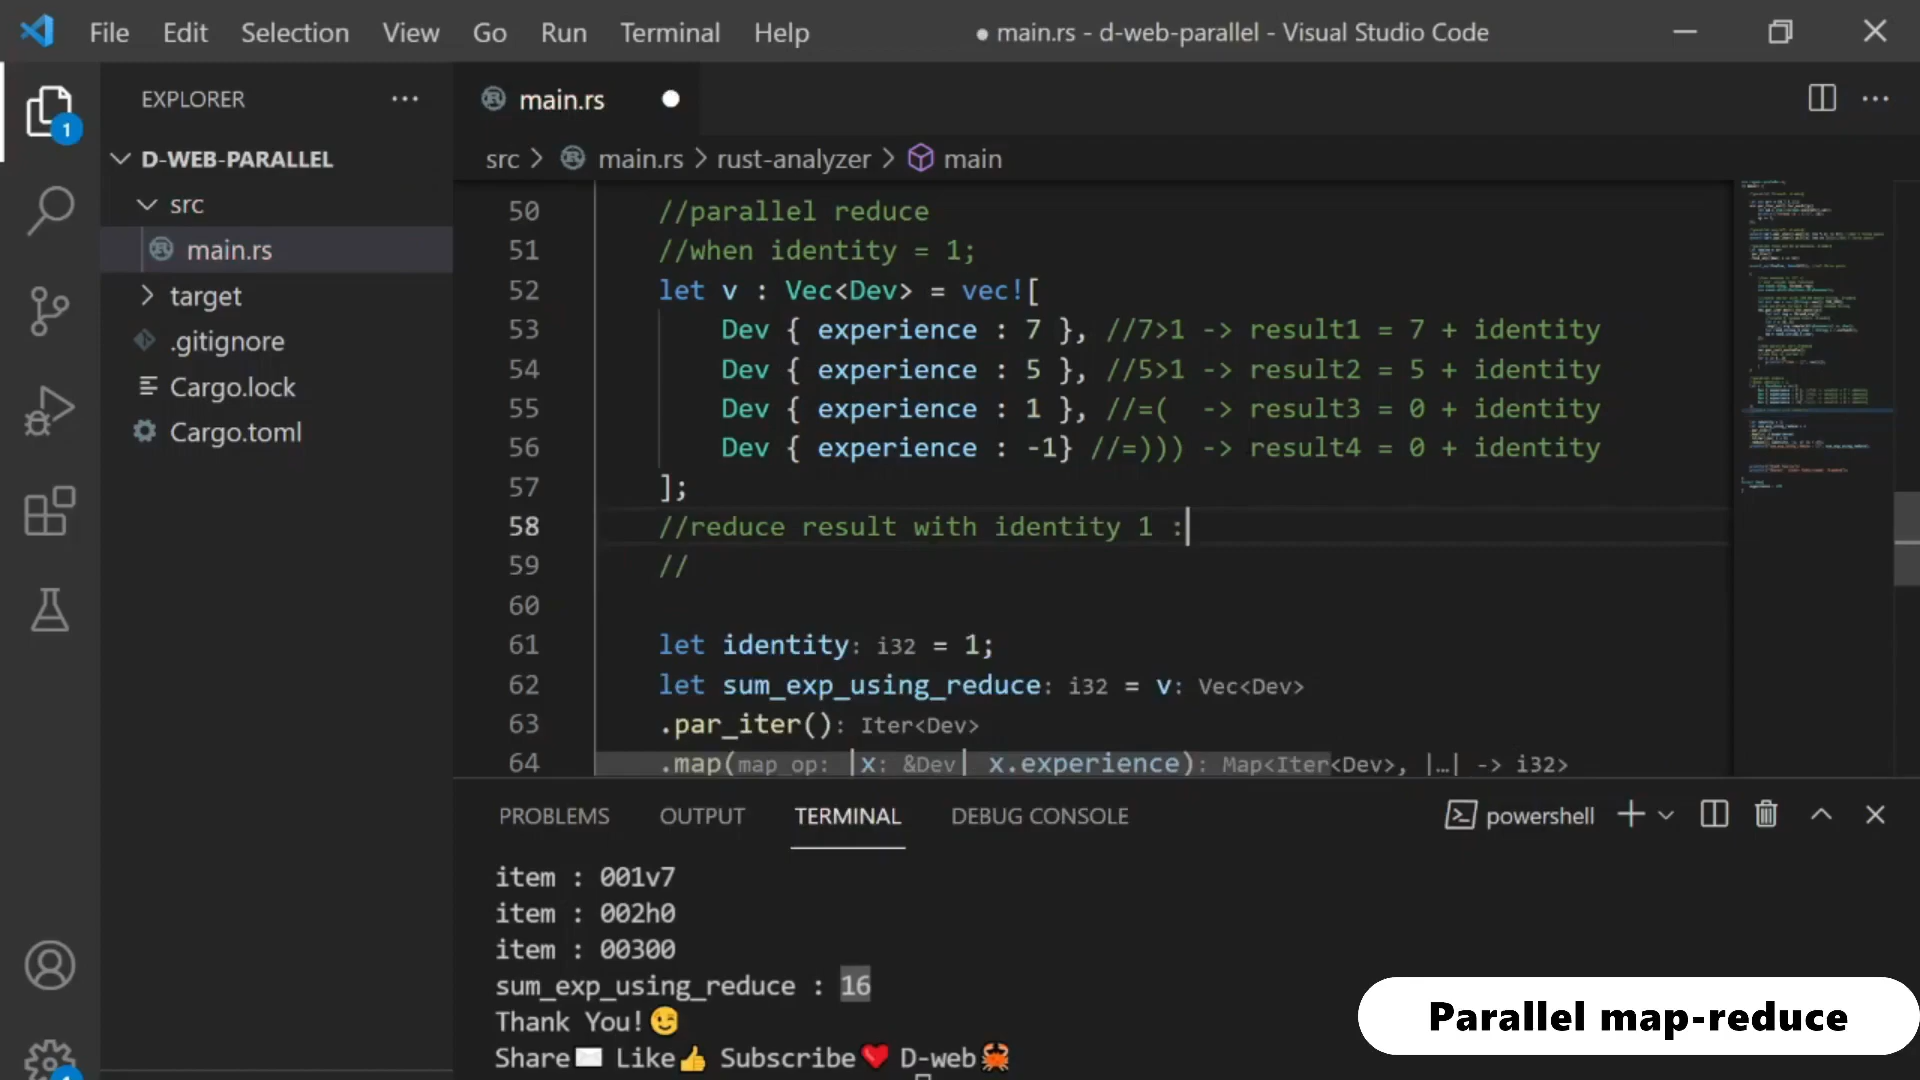 File Edit Selection View Go Run Terminal Help ● main.rs - d-web-parallel - Visual Studio Code
EXPLORER
1
D-WEB-PARALLEL
src
main.rs
target
.gitignore
Cargo.lock
Cargo.toml
main.rs
src > main.rs > rust-analyzer > main
50 //parallel reduce
51 //when identity = 1;
52 let v : Vec<Dev> = vec![
53 Dev { experience : 7 }, //7>1 -> result1 = 7 + identity
54 Dev { experience : 5 }, //5>1 -> result2 = 5 + identity
55 Dev { experience : 1 }, //=( -> result3 = 0 + identity
56 Dev { experience : -1} //=))) -> result4 = 0 + identity
57 ];
58 //reduce result with identity 1 :
59 //
60
61 let identity: i32 = 1;
62 let sum_exp_using_reduce: i32 = v: Vec<Dev>
63 .par_iter(): Iter<Dev>
64 .map(map_op: |x: &Dev| x.experience): Map<Iter<Dev>, |…| -> i32>
PROBLEMS OUTPUT TERMINAL DEBUG CONSOLE powershell
item : 001v7
item : 002h0
item : 00300
sum_exp_using_reduce : 16
Thank You!😉
Share✉️ Like👍 Subscribe❤️ D-web🦀
Parallel map-reduce